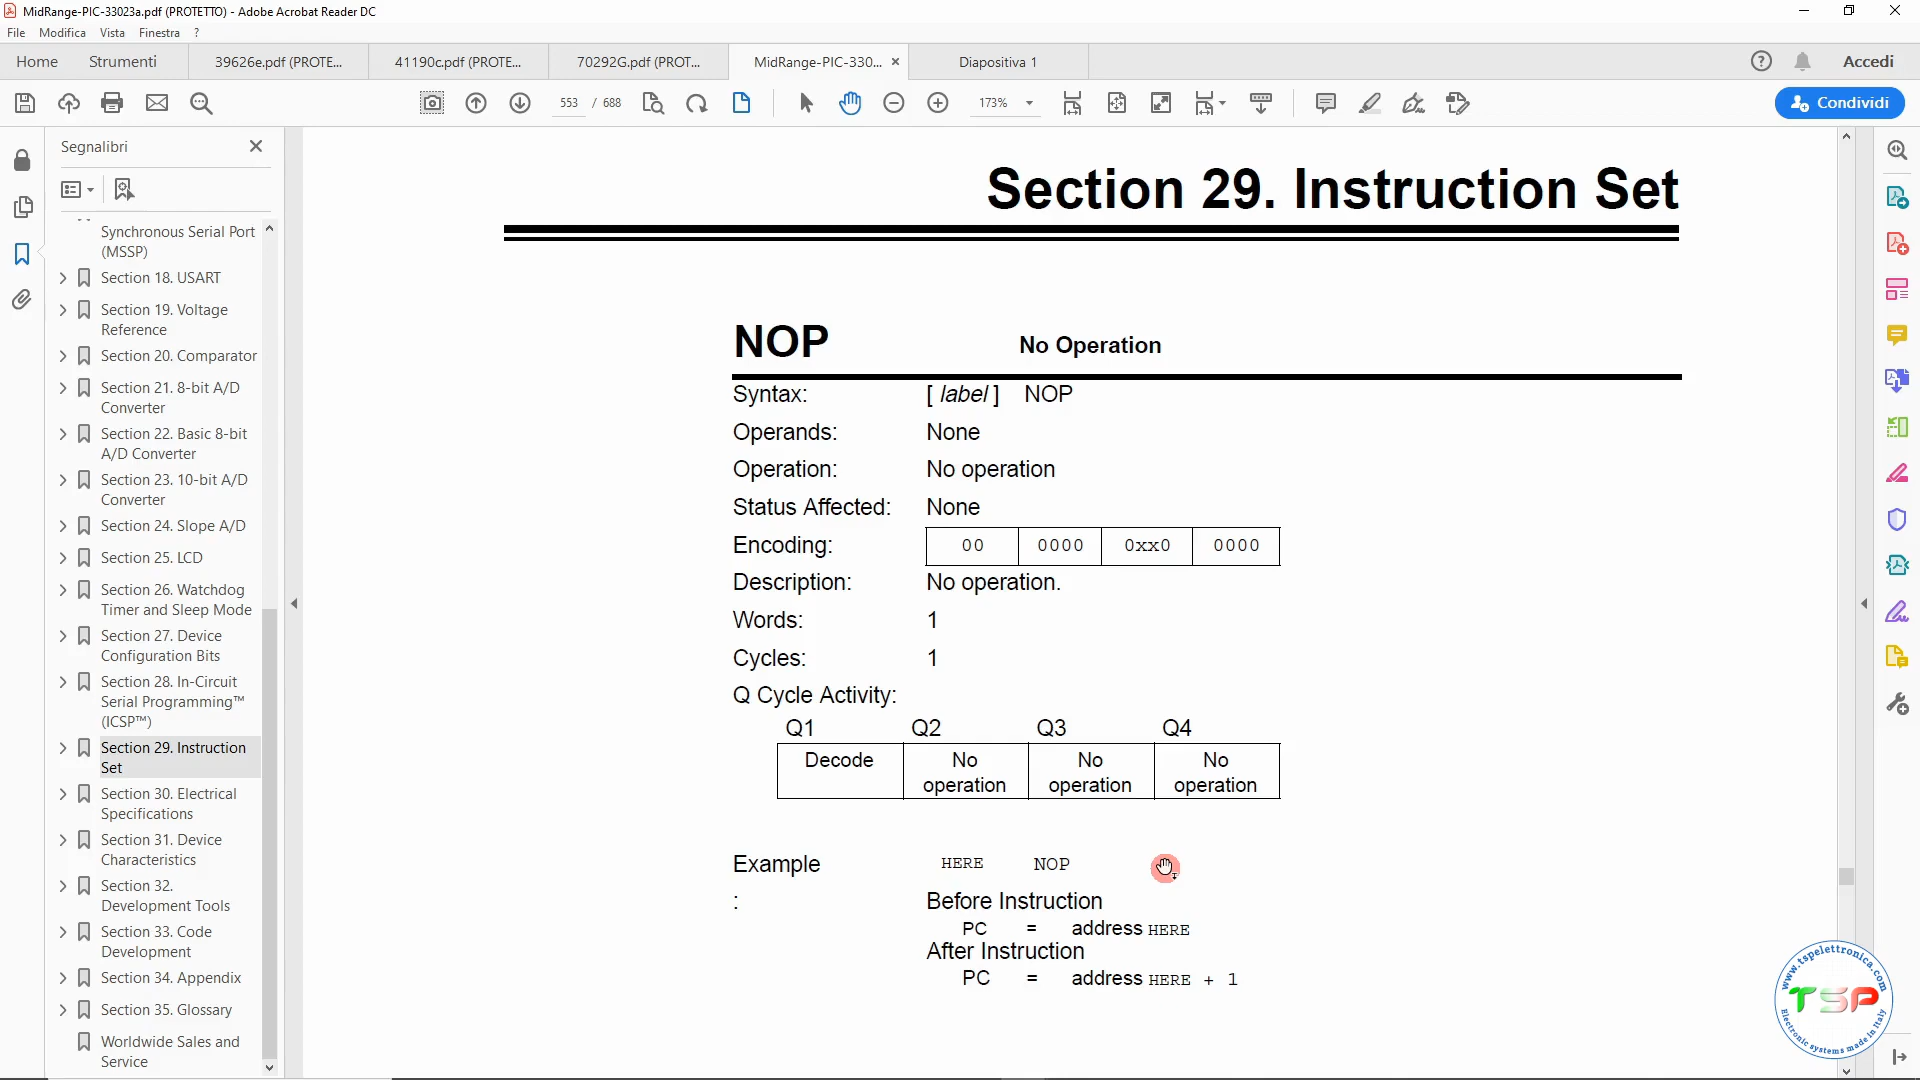 MidRange-PIC-33023a.pdf (PROTETTO) - Adobe Acrobat Reader DC
File Modifica Vista Finestra ?
Home Strumenti 39626e.pdf (PROTE... 41190c.pdf (PROTE... 70292G.pdf (PROT... MidRange-PIC-330... × Diapositiva 1 Accedi
553 / 688 173% Condividi
Segnalibri
Synchronous Serial Port
(MSSP)
Section 18. USART
Section 19. Voltage
Reference
Section 20. Comparator
Section 21. 8-bit A/D
Converter
Section 22. Basic 8-bit
A/D Converter
Section 23. 10-bit A/D
Converter
Section 24. Slope A/D
Section 25. LCD
Section 26. Watchdog
Timer and Sleep Mode
Section 27. Device
Configuration Bits
Section 28. In-Circuit
Serial Programming™
(ICSP™)
Section 29. Instruction
Set
Section 30. Electrical
Specifications
Section 31. Device
Characteristics
Section 32.
Development Tools
Section 33. Code
Development
Section 34. Appendix
Section 35. Glossary
Worldwide Sales and
Service
Section 29. Instruction Set
NOP No Operation
Syntax: [ label ] NOP
Operands: None
Operation: No operation
Status Affected: None
Encoding: 00 0000 0xx0 0000
Description: No operation.
Words: 1
Cycles: 1
Q Cycle Activity:
Q1 Q2 Q3 Q4
Decode No operation No operation No operation
Example HERE NOP
:
Before Instruction
PC = address HERE
After Instruction
PC = address HERE + 1
www.tspelettronica.com
TSP
Electronic systems made in Italy